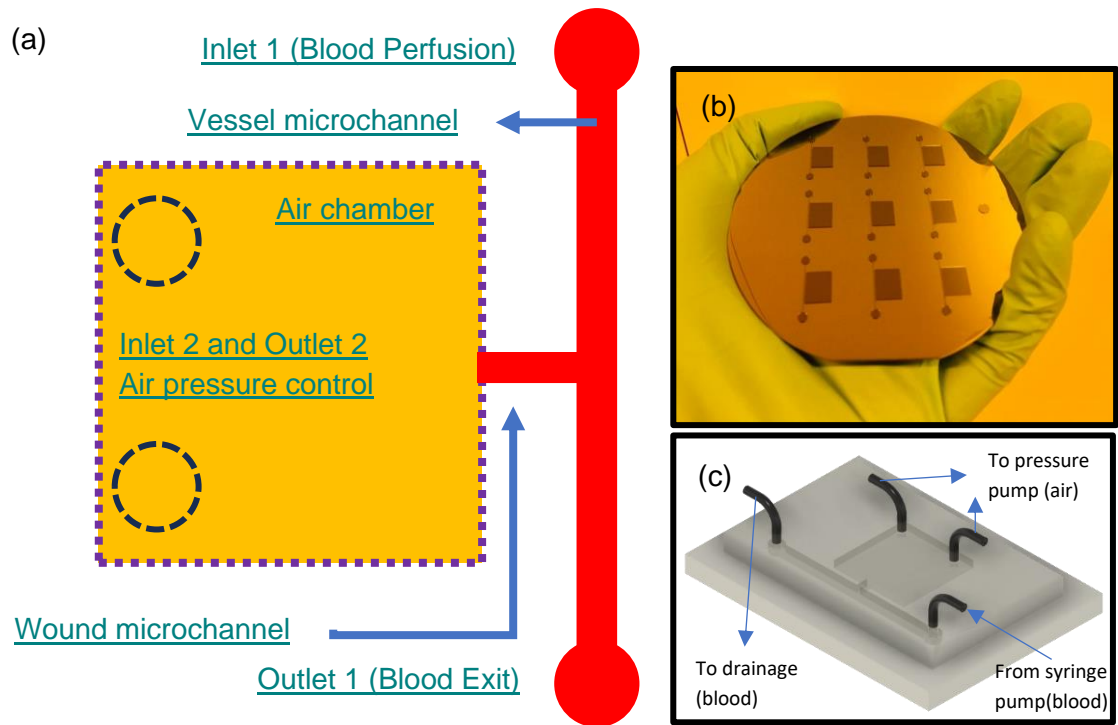 (a)
Inlet 1 (Blood Perfusion)
Vessel microchannel
Air chamber
Inlet 2 and Outlet 2
Air pressure control
Wound microchannel
Outlet 1 (Blood Exit)
(b)
(c)
To pressure
pump (air)
To drainage
(blood)
From syringe
pump(blood)